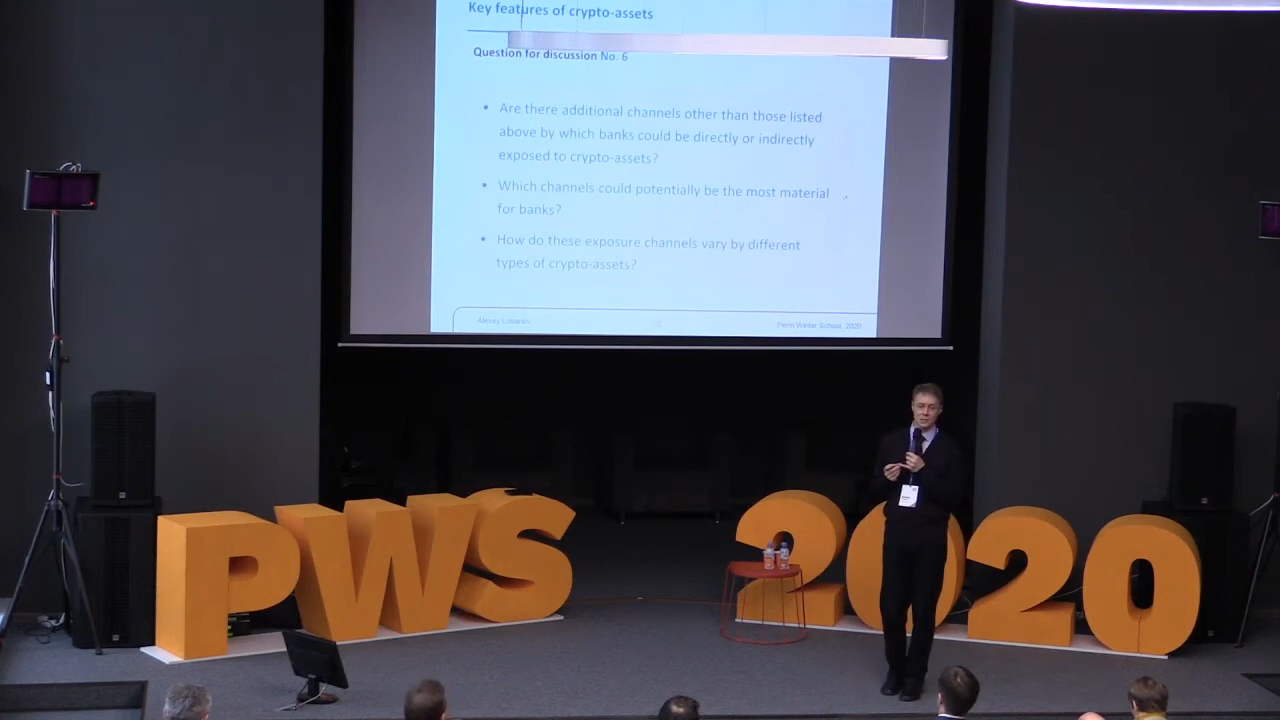 Key features of crypto-assets
Question for discussion No. 6
• Are there additional channels other than those listed
above by which banks could be directly or indirectly
exposed to crypto-assets?
• Which channels could potentially be the most material
for banks?
• How do these exposure channels vary by different
types of crypto-assets?
Perm Winter School, 2020
PWS 2020